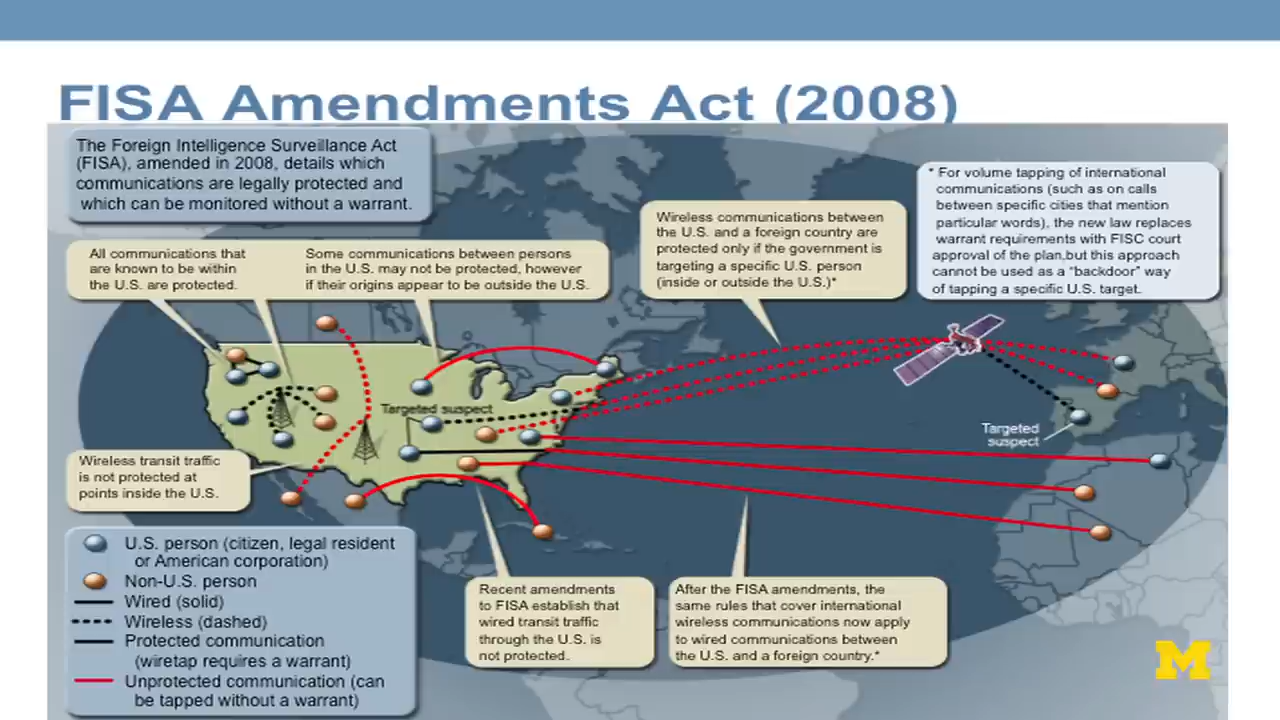 FISA Amendments Act (2008)
The Foreign Intelligence Surveillance Act
(FISA), amended in 2008, details which
communications are legally protected and
which can be monitored without a warrant.
* For volume tapping of international
communications (such as on calls
between specific cities that mention
particular words), the new law replaces
warrant requirements with FISC court
approval of the plan,but this approach
cannot be used as a "backdoor" way
of tapping a specific U.S. target.
Wireless communications between
the U.S. and a foreign country are
protected only if the government is
targeting a specific U.S. person
(inside or outside the U.S.)*
All communications that
are known to be within
the U.S. are protected.
Some communications between persons
in the U.S. may not be protected, however
if their origins appear to be outside the U.S.
Targeted suspect
Targeted
suspect
Wireless transit traffic
is not protected at
points inside the U.S.
U.S. person (citizen, legal resident
or American corporation)
Non-U.S. person
Wired (solid)
Wireless (dashed)
Protected communication
(wiretap requires a warrant)
Unprotected communication (can
be tapped without a warrant)
Recent amendments
to FISA establish that
wired transit traffic
through the U.S. is
not protected.
After the FISA amendments, the
same rules that cover international
wireless communications now apply
to wired communications between
the U.S. and a foreign country.*
M